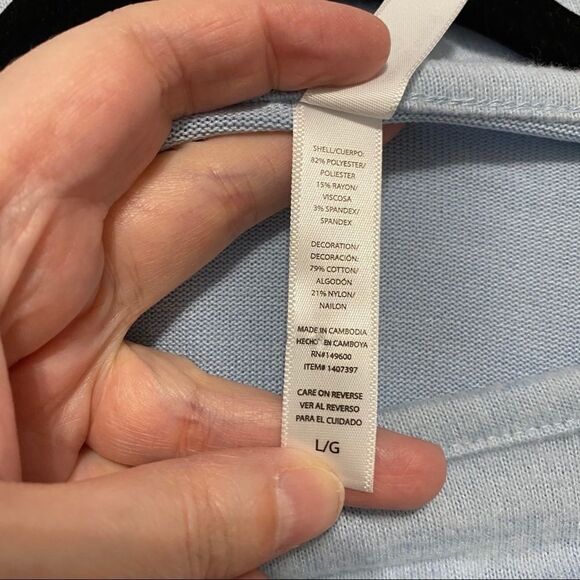 SHELL/CUERPO:
82% POLYESTER/
POLIESTER
15% RAYON/
VISCOSA
3% SPANDEX/
SPANDEX
DECORATION/
DECORACIÓN:
79% COTTON/
ALGODÓN
21% NYLON/
NAILON
MADE IN CAMBODIA
HECHO EN CAMBOYA
RN#149600
ITEM# 1407397
CARE ON REVERSE
VER AL REVERSO
PARA EL CUIDADO
L/G